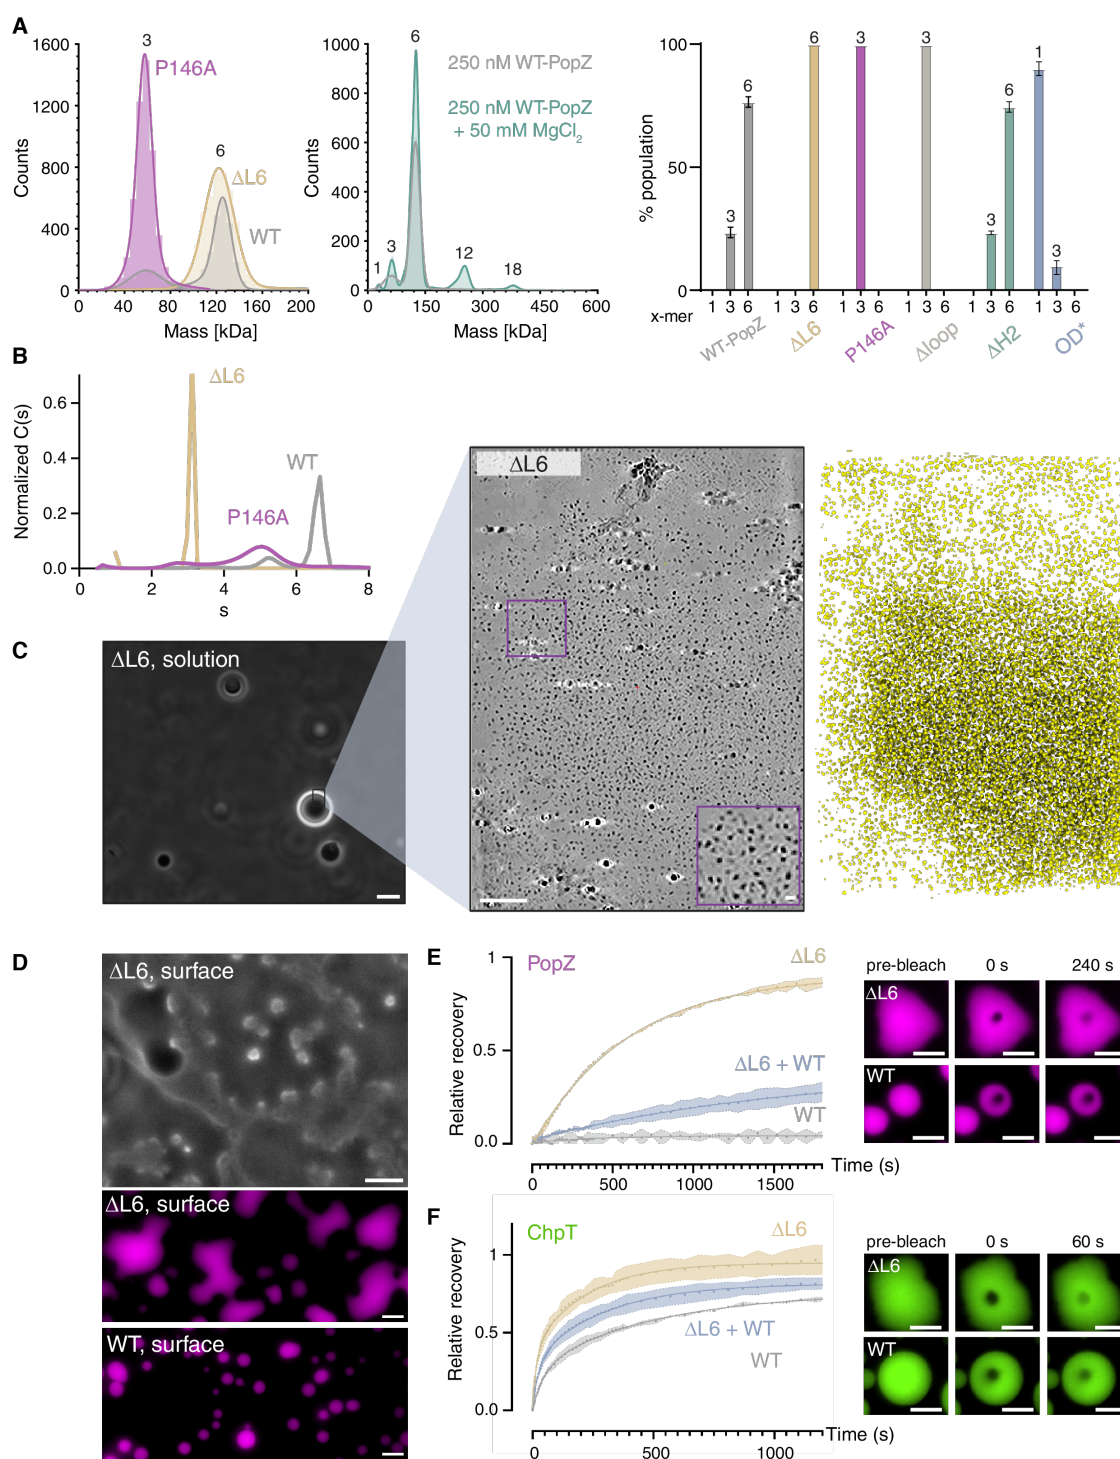 A
1600
1200
800
400
0
Counts
3
P146A
6
ΔL6
WT
0 40 80 120 160 200
Mass [kDa]
1000
800
600
400
200
0
Counts
6
250 nM WT-PopZ
250 nM WT-PopZ
+ 50 mM MgCl2
1
3
12
18
0 150 300 450 600
Mass [kDa]
100
50
0
% population
3 6 6 3 3 3 6 1 3
x-mer
1 3 6 1 3 6 1 3 6 1 3 6 1 3 6 1 3 6
WT-PopZ
ΔL6
P146A
Δloop
ΔH2
OD*
B
Normalized C(s)
0.6
0.4
0.2
0.0
ΔL6
WT
P146A
0 2 4 6 8
s
ΔL6
C
ΔL6, solution
D
ΔL6, surface
ΔL6, surface
WT, surface
E
PopZ
1
0.5
0.0
Relative recovery
ΔL6
ΔL6 + WT
WT
0 500 1000 1500
Time (s)
pre-bleach 0 s 240 s
ΔL6
WT
F
ChpT
1
0.5
0.0
Relative recovery
ΔL6
ΔL6 + WT
WT
0 500 1000
Time (s)
pre-bleach 0 s 60 s
ΔL6
WT